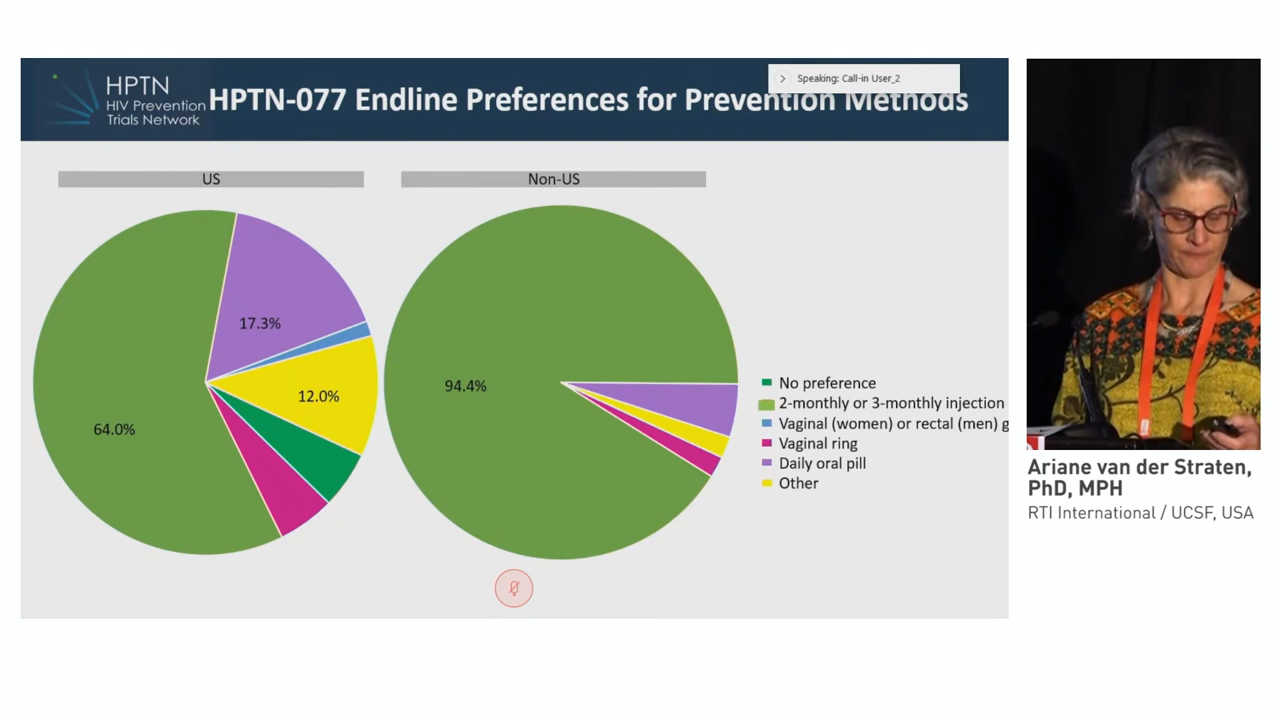 HPTN
HIV Prevention
Trials Network
HPTN-077 Endline Preferences for Prevention Methods
Speaking: Call-in User_2
US
Non-US
17.3%
12.0%
64.0%
94.4%
No preference
2-monthly or 3-monthly injection
Vaginal (women) or rectal (men) g
Vaginal ring
Daily oral pill
Other
Ariane van der Straten,
PhD, MPH
RTI International / UCSF, USA